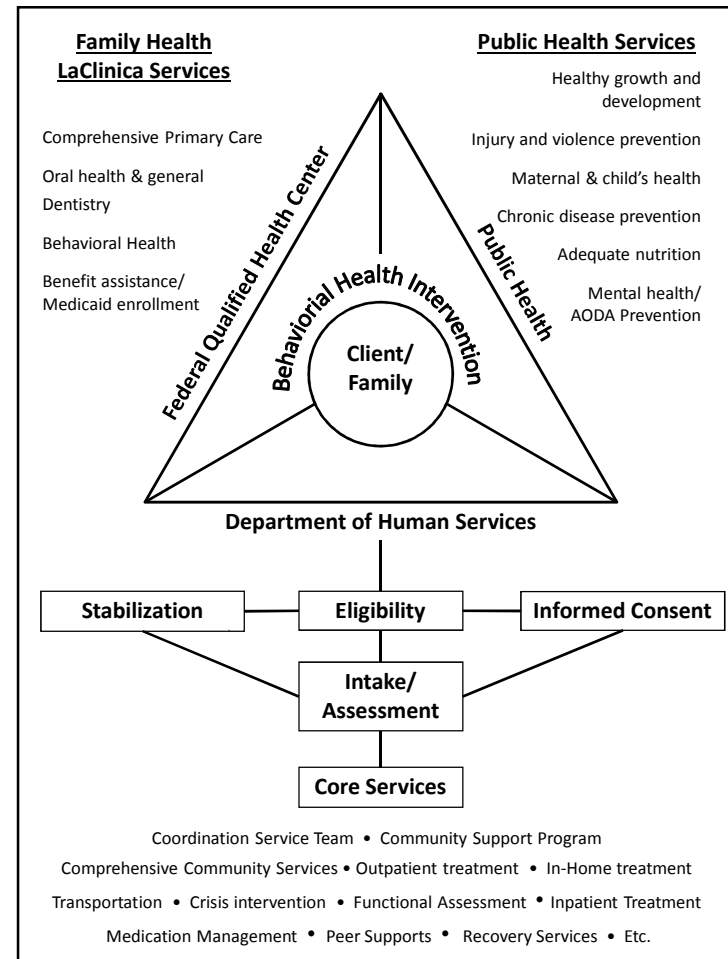 Family Health
LaClinica Services
Comprehensive Primary Care
Oral health & general
Dentistry
Behavioral Health
Benefit assistance/
Medicaid enrollment
Public Health Services
Healthy growth and
development
Injury and violence prevention
Maternal & child's health
Chronic disease prevention
Adequate nutrition
Mental health/
AODA Prevention
Federal Qualified Health Center
Public Health
Behaviorial Health Intervention
Client/
Family
Department of Human Services
Stabilization
Eligibility
Informed Consent
Intake/
Assessment
Core Services
Coordination Service Team • Community Support Program
Comprehensive Community Services • Outpatient treatment • In-Home treatment
Transportation • Crisis intervention • Functional Assessment • Inpatient Treatment
Medication Management • Peer Supports • Recovery Services • Etc.